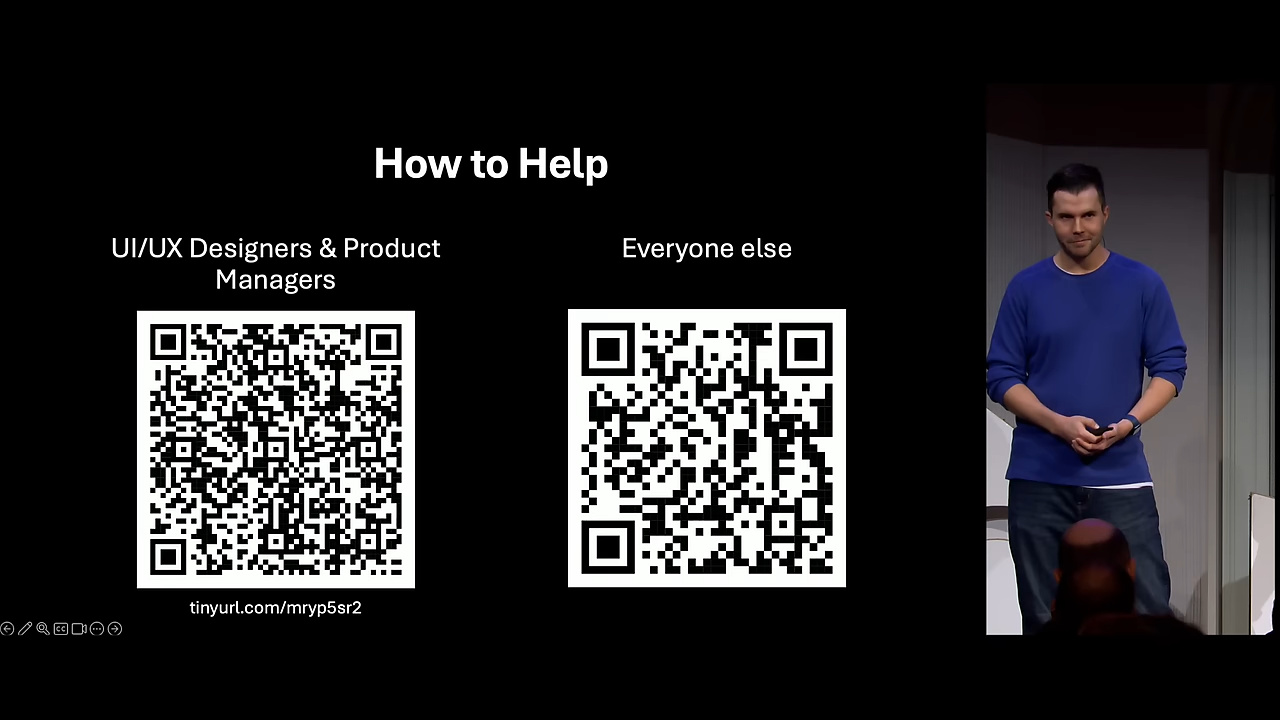 How to Help
UI/UX Designers & Product
Managers
Everyone else
tinyurl.com/mryp5sr2